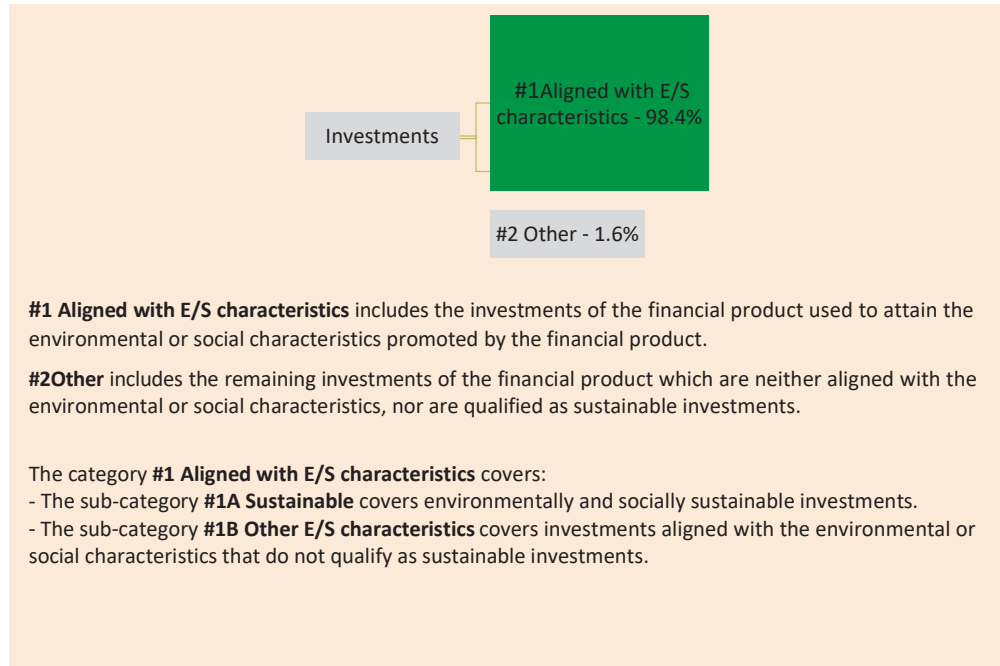 #1Aligned with E/S
characteristics - 98.4%
Investments
#2 Other - 1.6%
#1 Aligned with E/S characteristics includes the investments of the financial product used to attain the
environmental or social characteristics promoted by the financial product.
#2Other includes the remaining investments of the financial product which are neither aligned with the
environmental or social characteristics, nor are qualified as sustainable investments.
The category #1 Aligned with E/S characteristics covers:
- The sub-category #1A Sustainable covers environmentally and socially sustainable investments.
- The sub-category #1B Other E/S characteristics covers investments aligned with the environmental or
social characteristics that do not qualify as sustainable investments.